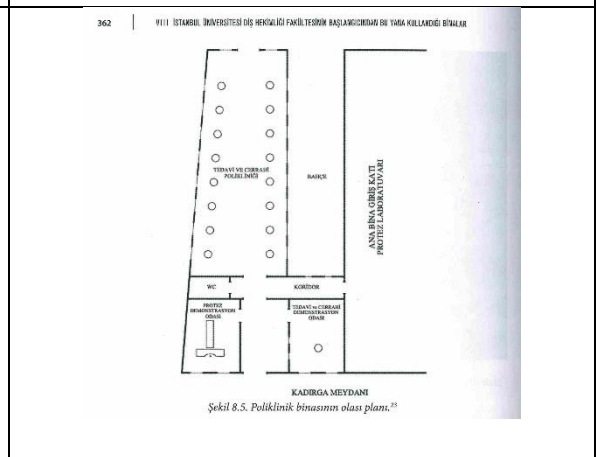 362
VIII İSTANBUL ÜNİVERSİTESİ DİŞ HEKİMLİĞİ FAKÜLTESİNİN BAŞLANGICINDAN BU YANA KULLANDIĞI BİNALAR
TEDAVİ VE CERRAHİ
POLİKLİNİĞİ
BAHÇE
ANA BİNA GİRİŞ KATI
PROTEZ LABORATUVARI
WC
KORİDOR
PROTEZ
DEMONSTRASYON
ODASI
TEDAVİ ve CERRAHİ
DEMONSTRASYON
ODASI
KADIRGA MEYDANI
Şekil 8.5. Poliklinik binasının olası planı.23